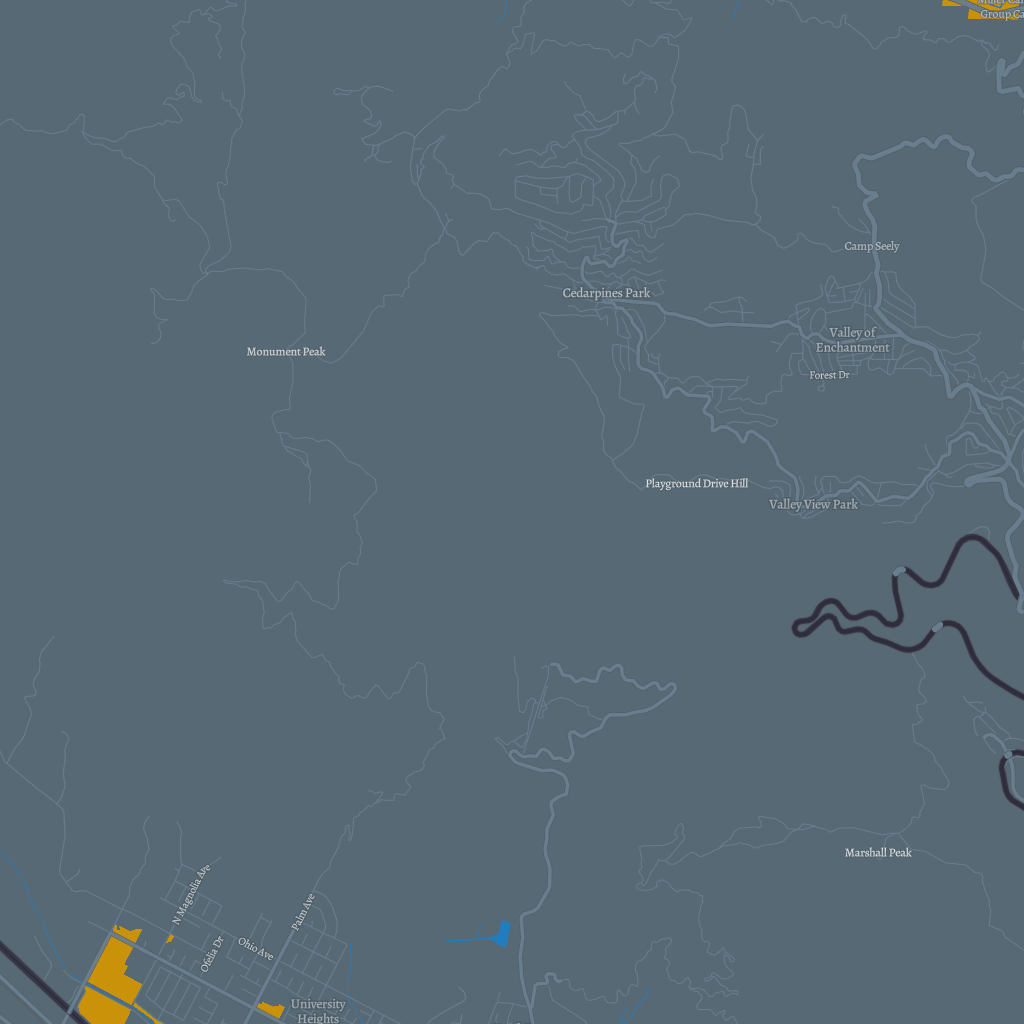 Group Ca
Camp Seely
Cedarpines Park
Valley of
Enchantment
Monument Peak
Forest Dr
Playground Drive Hill
Valley View Park
Marshall Peak
N Magnolia Ave
Palm Ave
Ofelia Dr
Ohio Ave
University
Heights